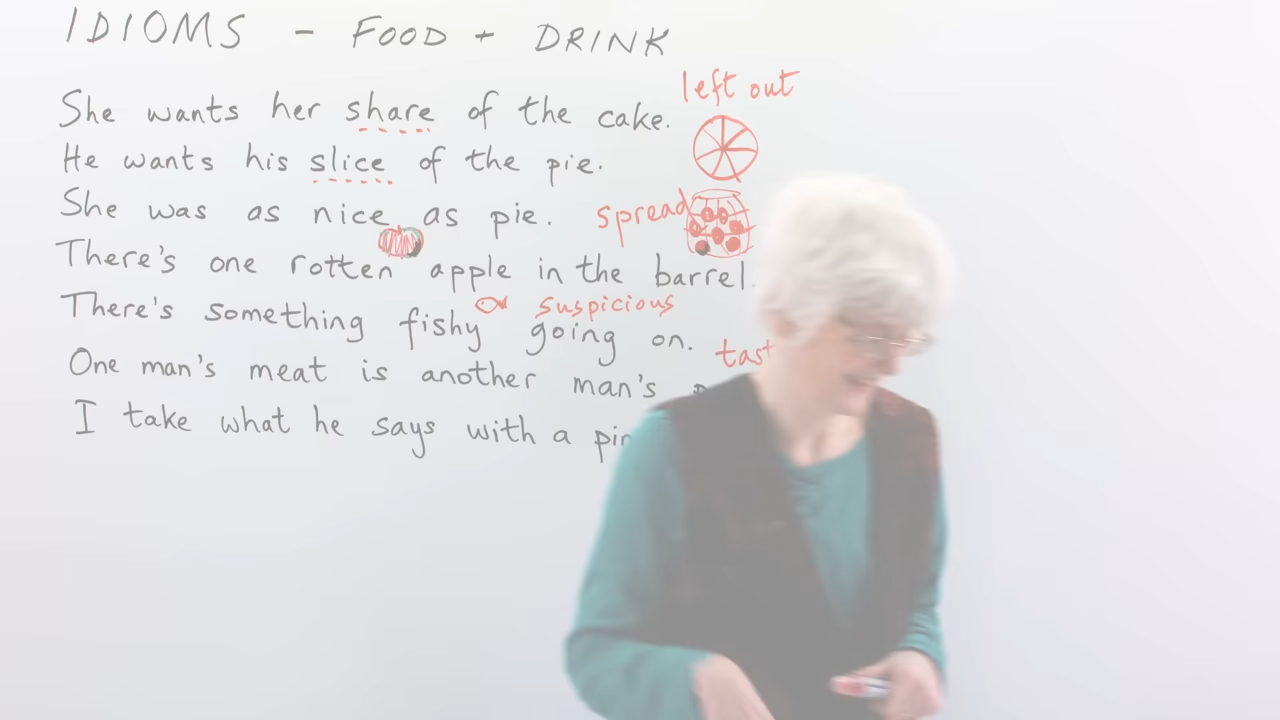 IDIOMS - FOOD + DRINK
left out
She wants her share of the cake.
He wants his slice of the pie.
She was as nice as pie. spread
There's one rotten apple in the barrel.
suspicious
There's something fishy going on.
One man's meat is another man's
I take what he says with a